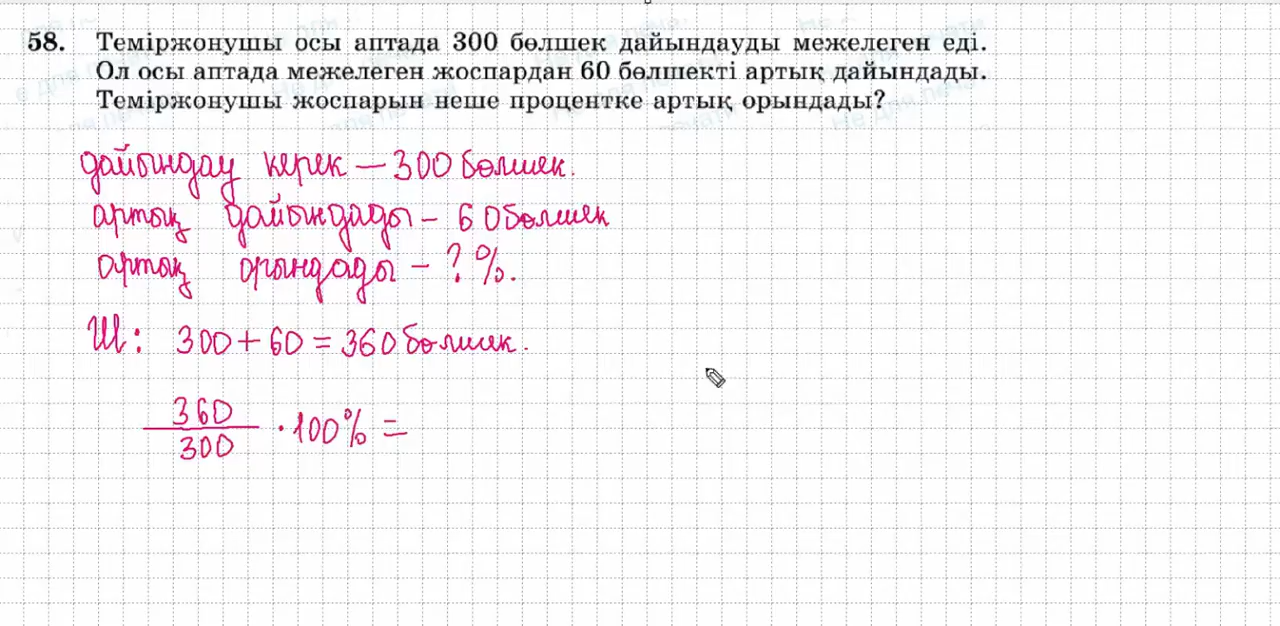 58. Теміржонушы осы аптада 300 бөлшек дайындауды межелеген еді.
Ол осы аптада межелеген жоспардан 60 бөлшекті артық дайындады.
Теміржонушы жоспарын неше процентке артық орындады?
дайындау керек – 300 бөлшек.
артық дайындады – 60 бөлшек
артық орындады – ? %.
Ш: 300 + 60 = 360 бөлшек.
360
300
· 100% =